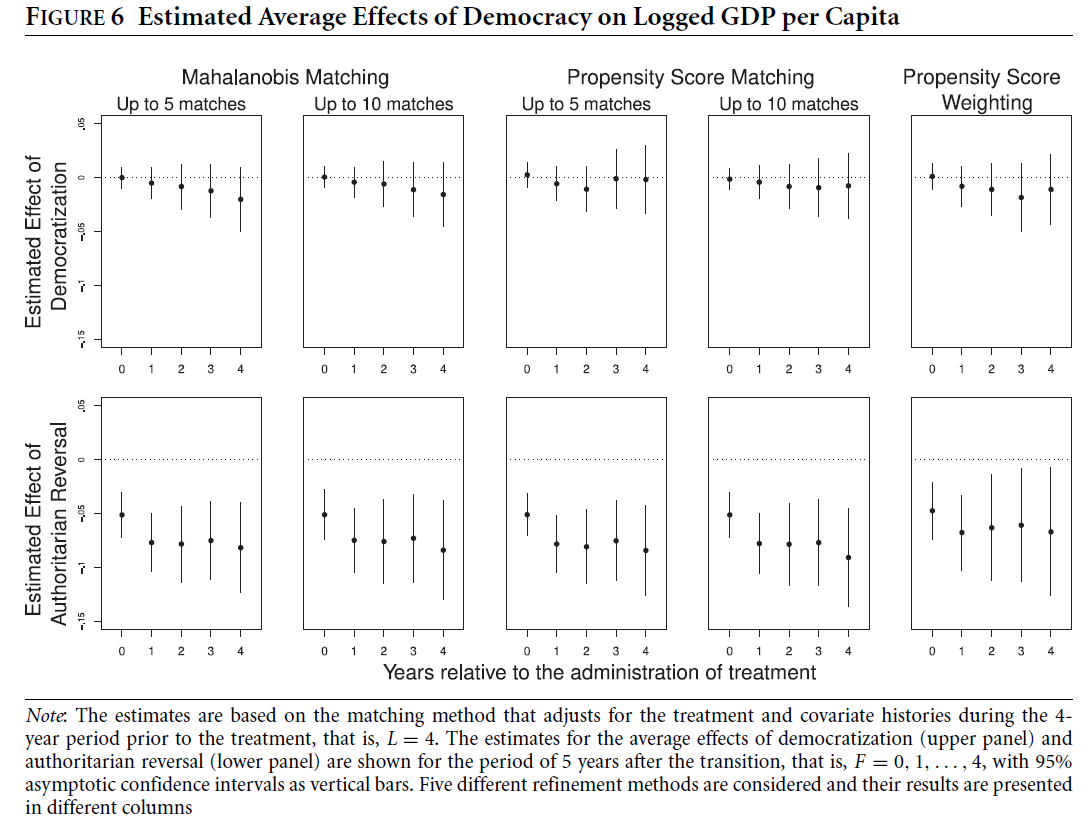 FIGURE 6 Estimated Average Effects of Democracy on Logged GDP per Capita
Mahalanobis Matching
Propensity Score Matching
Propensity Score
Weighting
Up to 5 matches
Up to 10 matches
Up to 5 matches
Up to 10 matches
Estimated Effect of
Democratization
.05
0
-.05
-.1
-.15
0 1 2 3 4
0 1 2 3 4
0 1 2 3 4
0 1 2 3 4
0 1 2 3 4
Estimated Effect of
Authoritarian Reversal
.05
0
-.05
-.1
-.15
0 1 2 3 4
0 1 2 3 4
0 1 2 3 4
0 1 2 3 4
0 1 2 3 4
Years relative to the administration of treatment
Note: The estimates are based on the matching method that adjusts for the treatment and covariate histories during the 4-
year period prior to the treatment, that is, L = 4. The estimates for the average effects of democratization (upper panel) and
authoritarian reversal (lower panel) are shown for the period of 5 years after the transition, that is, F = 0, 1, . . . , 4, with 95%
asymptotic confidence intervals as vertical bars. Five different refinement methods are considered and their results are presented
in different columns